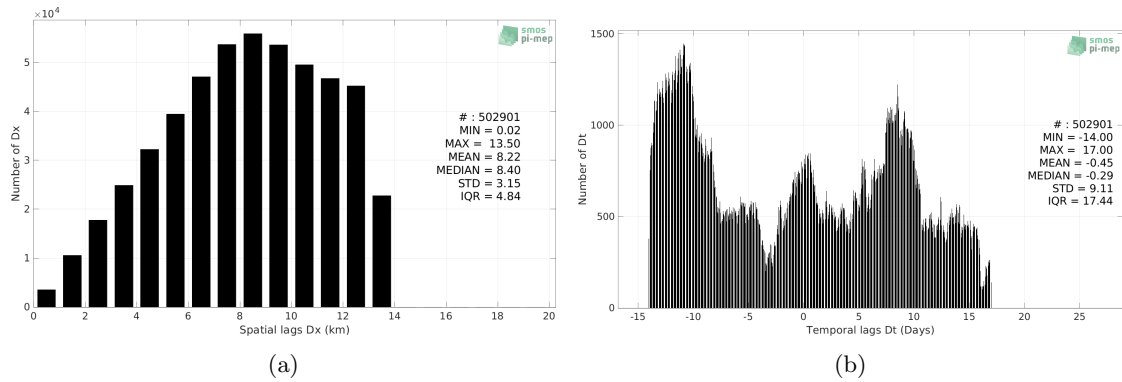 ×10⁴
smos
pi-mep
5
4
3
2
1
0
Number of Dx
# : 502901
MIN = 0.02
MAX = 13.50
MEAN = 8.22
MEDIAN = 8.40
STD = 3.15
IQR = 4.84
0 2 4 6 8 10 12 14 16 18 20
Spatial lags Dx (km)
(a)
smos
pi-mep
1500
1000
500
0
Number of Dt
# : 502901
MIN = -14.00
MAX = 17.00
MEAN = -0.45
MEDIAN = -0.29
STD = 9.11
IQR = 17.44
-15 -10 -5 0 5 10 15 20 25
Temporal lags Dt (Days)
(b)